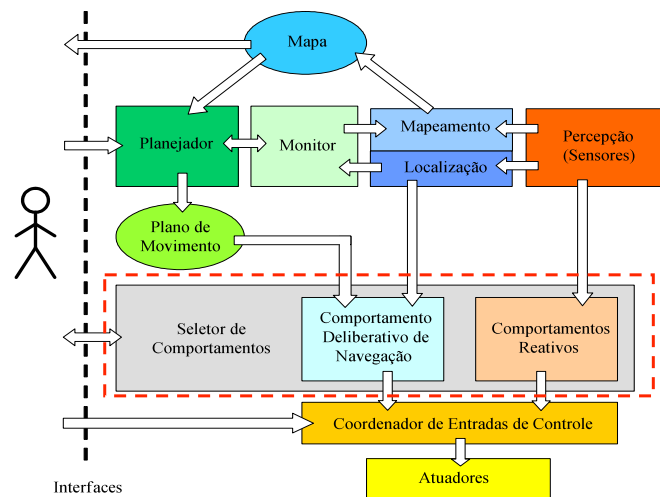 Mapa
Planejador
Monitor
Mapeamento
Localização
Percepção
(Sensores)
Plano de
Movimento
Seletor de
Comportamentos
Comportamento
Deliberativo de
Navegação
Comportamentos
Reativos
Coordenador de Entradas de Controle
Atuadores
Interfaces